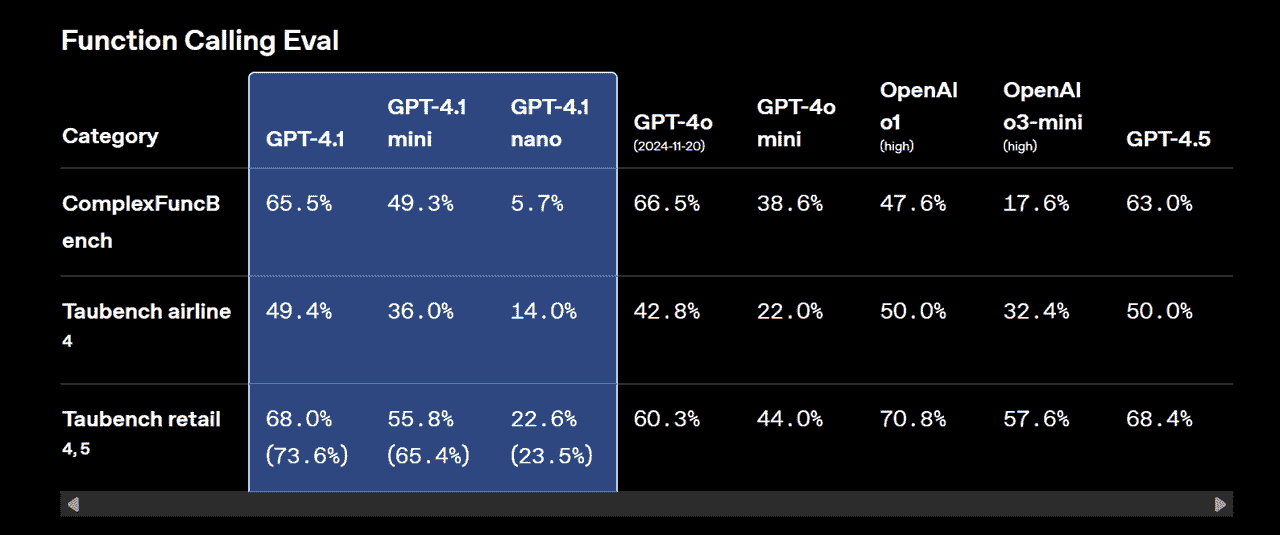 Function Calling Eval
Category GPT-4.1 GPT-4.1 mini GPT-4.1 nano GPT-4o (2024-11-20) GPT-4o mini OpenAI o1 (high) OpenAI o3-mini (high) GPT-4.5
ComplexFuncBench 65.5% 49.3% 5.7% 66.5% 38.6% 47.6% 17.6% 63.0%
Taubench airline 4 49.4% 36.0% 14.0% 42.8% 22.0% 50.0% 32.4% 50.0%
Taubench retail 4, 5 68.0% (73.6%) 55.8% (65.4%) 22.6% (23.5%) 60.3% 44.0% 70.8% 57.6% 68.4%